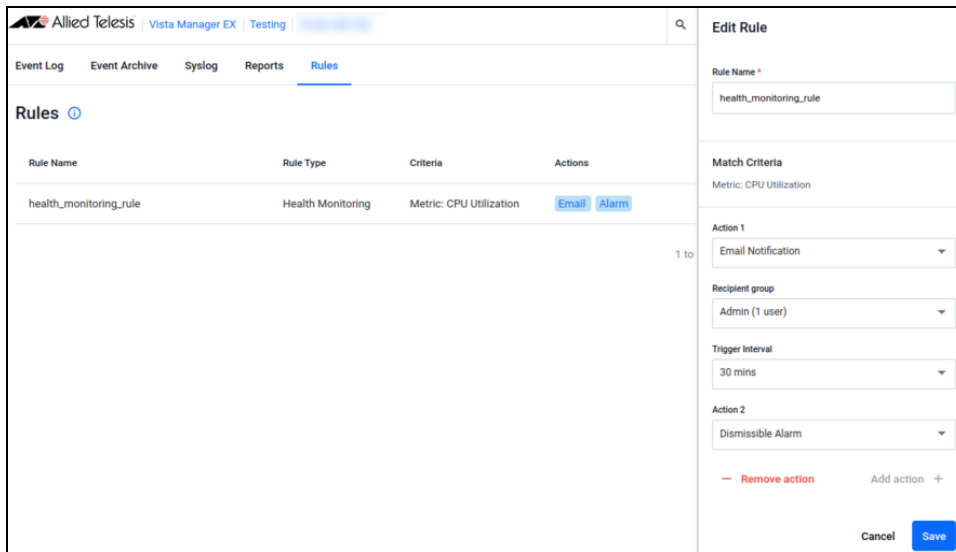 Allied Telesis Vista Manager EX Testing
Event Log Event Archive Syslog Reports Rules
Rules
Rule Name Rule Type Criteria Actions
health_monitoring_rule Health Monitoring Metric: CPU Utilization Email Alarm
1 to
Edit Rule
Rule Name *
health_monitoring_rule
Match Criteria
Metric: CPU Utilization
Action 1
Email Notification
Recipient group
Admin (1 user)
Trigger Interval
30 mins
Action 2
Dismissible Alarm
− Remove action Add action +
Cancel Save